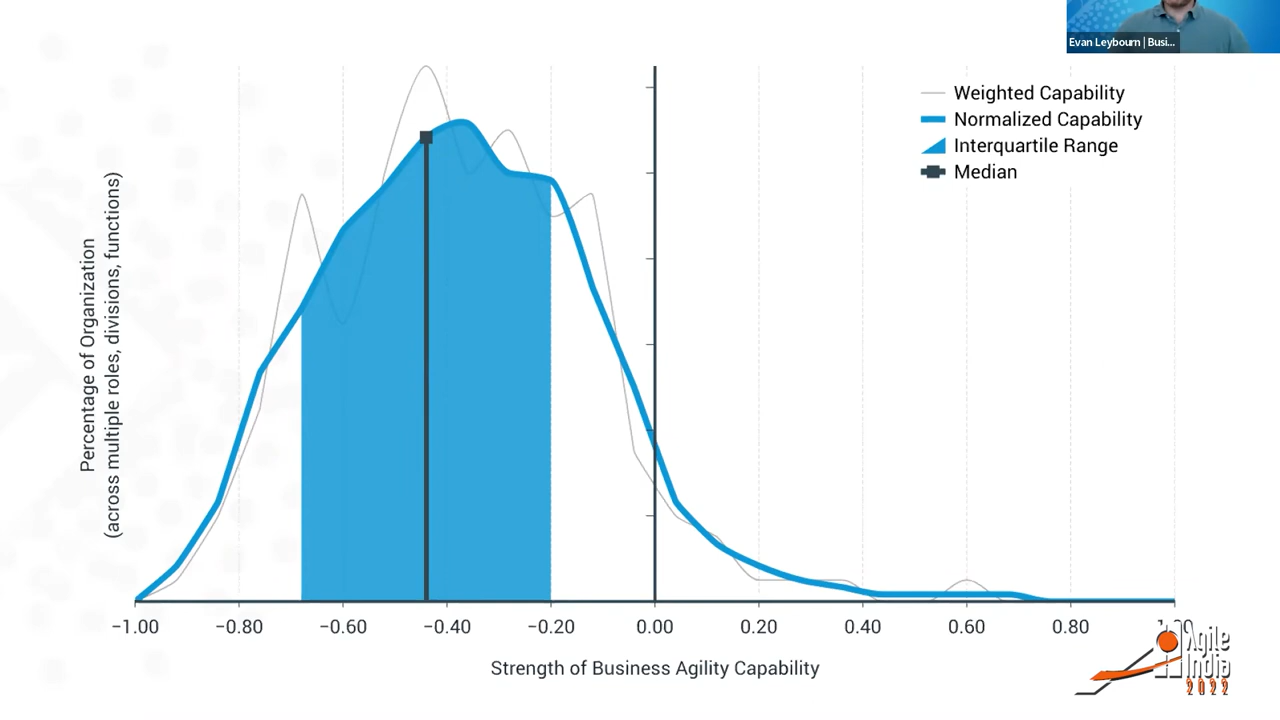 Evan Leybourn | Busi...
Weighted Capability
Normalized Capability
Interquartile Range
Median
Percentage of Organization
(across multiple roles, divisions, functions)
−1.00 −0.80 −0.60 −0.40 −0.20 0.00 0.20 0.40 0.60 0.80
Strength of Business Agility Capability
Agile
India
2022